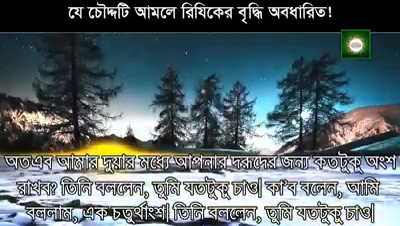 যে চৌদ্দটি আমলে রিযিকের বৃদ্ধি অবধারিত!
অতএব আমার দুয়ার মধ্যে আপনার দরূদের জন্য কতটুকু অংশ
রাখব? তিনি বললেন, তুমি যতটুকু চাও। কা'ব বলেন, আমি
বললাম, এক চতুর্থাংশ। তিনি বললেন, তুমি যতটুকু চাও।